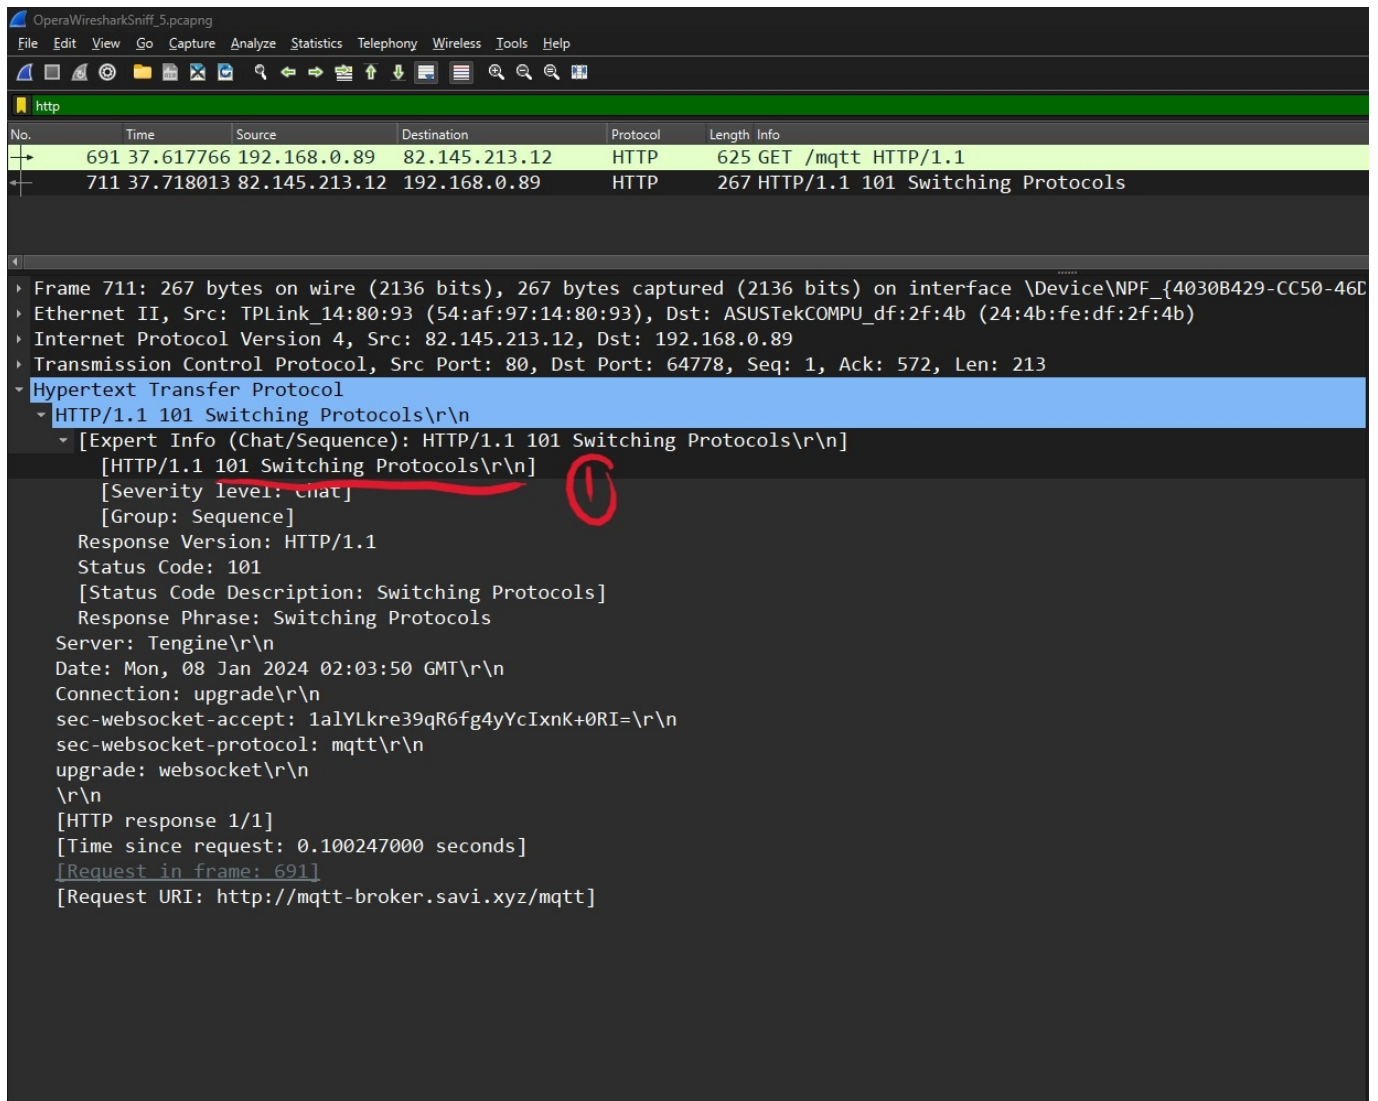 OperaWiresharkSniff_5.pcapng
File Edit View Go Capture Analyze Statistics Telephony Wireless Tools Help
http
No. Time Source Destination Protocol Length Info
691 37.617766 192.168.0.89 82.145.213.12 HTTP 625 GET /mqtt HTTP/1.1
711 37.718013 82.145.213.12 192.168.0.89 HTTP 267 HTTP/1.1 101 Switching Protocols
Frame 711: 267 bytes on wire (2136 bits), 267 bytes captured (2136 bits) on interface \Device\NPF_{4030B429-CC50-46D
Ethernet II, Src: TPLink_14:80:93 (54:af:97:14:80:93), Dst: ASUSTekCOMPU_df:2f:4b (24:4b:fe:df:2f:4b)
Internet Protocol Version 4, Src: 82.145.213.12, Dst: 192.168.0.89
Transmission Control Protocol, Src Port: 80, Dst Port: 64778, Seq: 1, Ack: 572, Len: 213
Hypertext Transfer Protocol
HTTP/1.1 101 Switching Protocols\r\n
[Expert Info (Chat/Sequence): HTTP/1.1 101 Switching Protocols\r\n]
[HTTP/1.1 101 Switching Protocols\r\n]
1
[Severity level: Chat]
[Group: Sequence]
Response Version: HTTP/1.1
Status Code: 101
[Status Code Description: Switching Protocols]
Response Phrase: Switching Protocols
Server: Tengine\r\n
Date: Mon, 08 Jan 2024 02:03:50 GMT\r\n
Connection: upgrade\r\n
sec-websocket-accept: 1alYLkre39qR6fg4yYcIxnK+0RI=\r\n
sec-websocket-protocol: mqtt\r\n
upgrade: websocket\r\n
\r\n
[HTTP response 1/1]
[Time since request: 0.100247000 seconds]
[Request in frame: 691]
[Request URI: http://mqtt-broker.savi.xyz/mqtt]